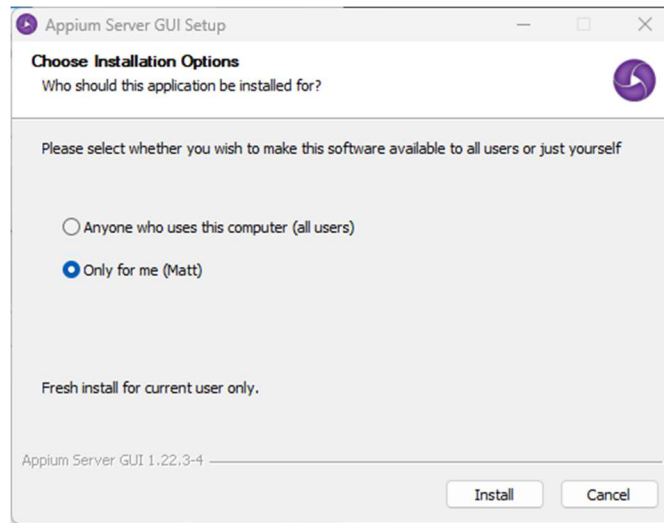 Appium Server GUI Setup
Choose Installation Options
Who should this application be installed for?
Please select whether you wish to make this software available to all users or just yourself
Anyone who uses this computer (all users)
Only for me (Matt)
Fresh install for current user only.
Appium Server GUI 1.22.3-4
Install
Cancel